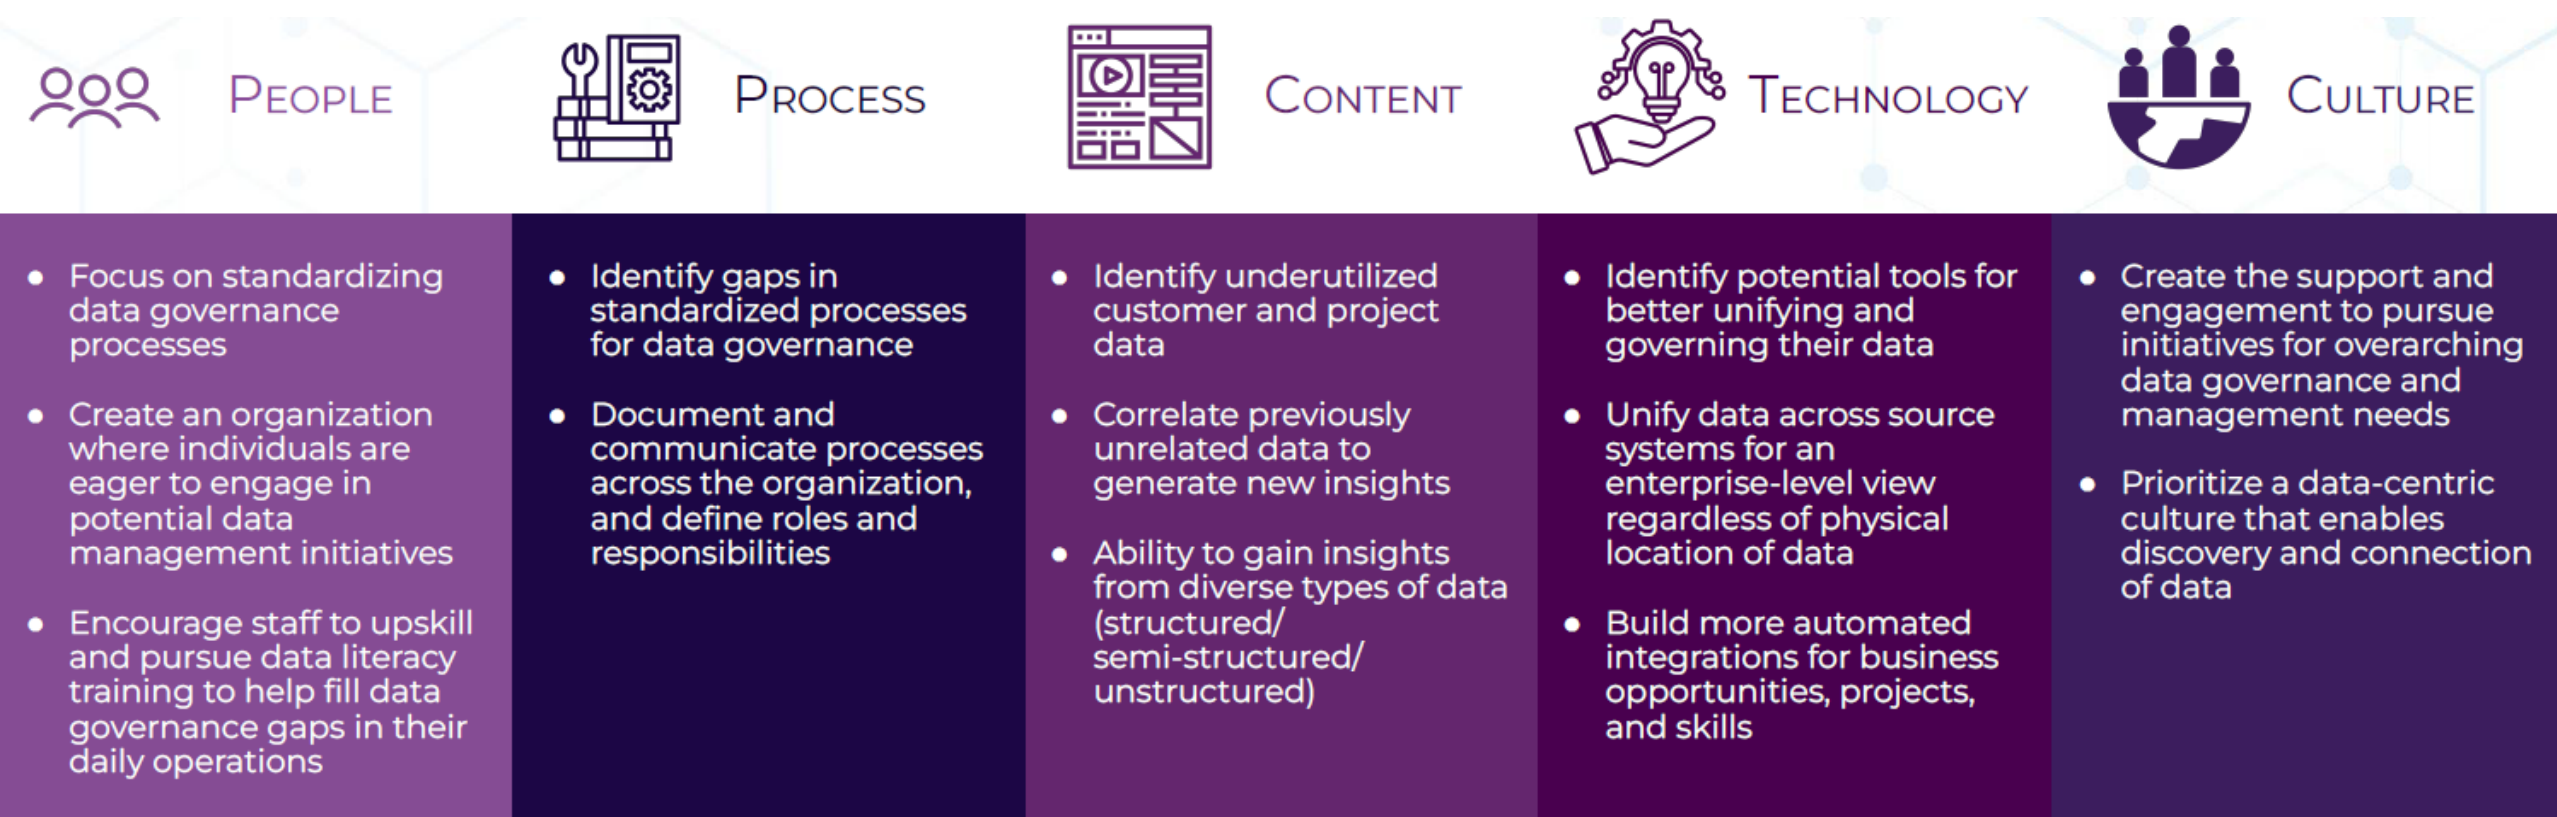 PEOPLE
PROCESS
CONTENT
TECHNOLOGY
CULTURE
• Focus on standardizing
data governance
processes
• Create an organization
where individuals are
eager to engage in
potential data
management initiatives
• Encourage staff to upskill
and pursue data literacy
training to help fill data
governance gaps in their
daily operations
• Identify gaps in
standardized processes
for data governance
• Document and
communicate processes
across the organization,
and define roles and
responsibilities
• Identify underutilized
customer and project
data
• Correlate previously
unrelated data to
generate new insights
• Ability to gain insights
from diverse types of data
(structured/
semi-structured/
unstructured)
• Identify potential tools for
better unifying and
governing their data
• Unify data across source
systems for an
enterprise-level view
regardless of physical
location of data
• Build more automated
integrations for business
opportunities, projects,
and skills
• Create the support and
engagement to pursue
initiatives for overarching
data governance and
management needs
• Prioritize a data-centric
culture that enables
discovery and connection
of data